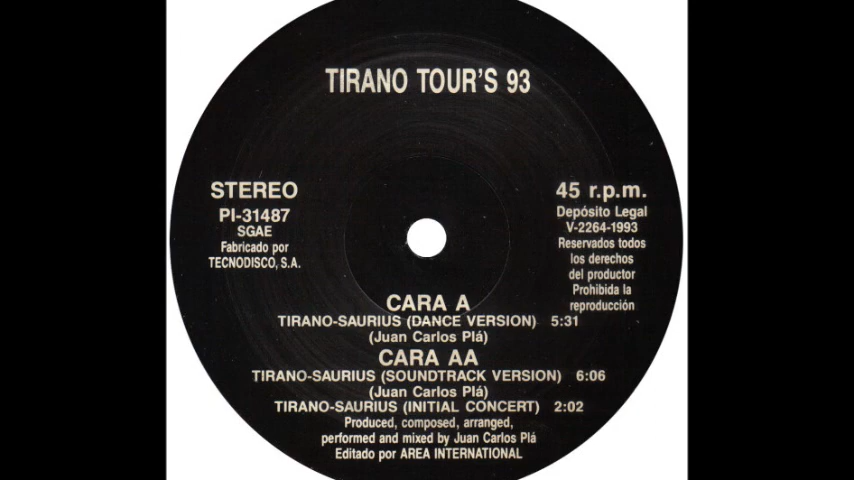 TIRANO TOUR'S 93
STEREO
PI-31487
SGAE
Fabricado por
TECNODISCO, S.A.
45 r.p.m.
Depósito Legal
V-2264-1993
Reservados todos
los derechos
del productor
Prohibida la
reproducción
CARA A
TIRANO-SAURIUS (DANCE VERSION) 5:31
(Juan Carlos Plá)
CARA AA
TIRANO-SAURIUS (SOUNDTRACK VERSION) 6:06
(Juan Carlos Plá)
TIRANO-SAURIUS (INITIAL CONCERT) 2:02
Produced, composed, arranged,
performed and mixed by Juan Carlos Plá
Editado por AREA INTERNATIONAL